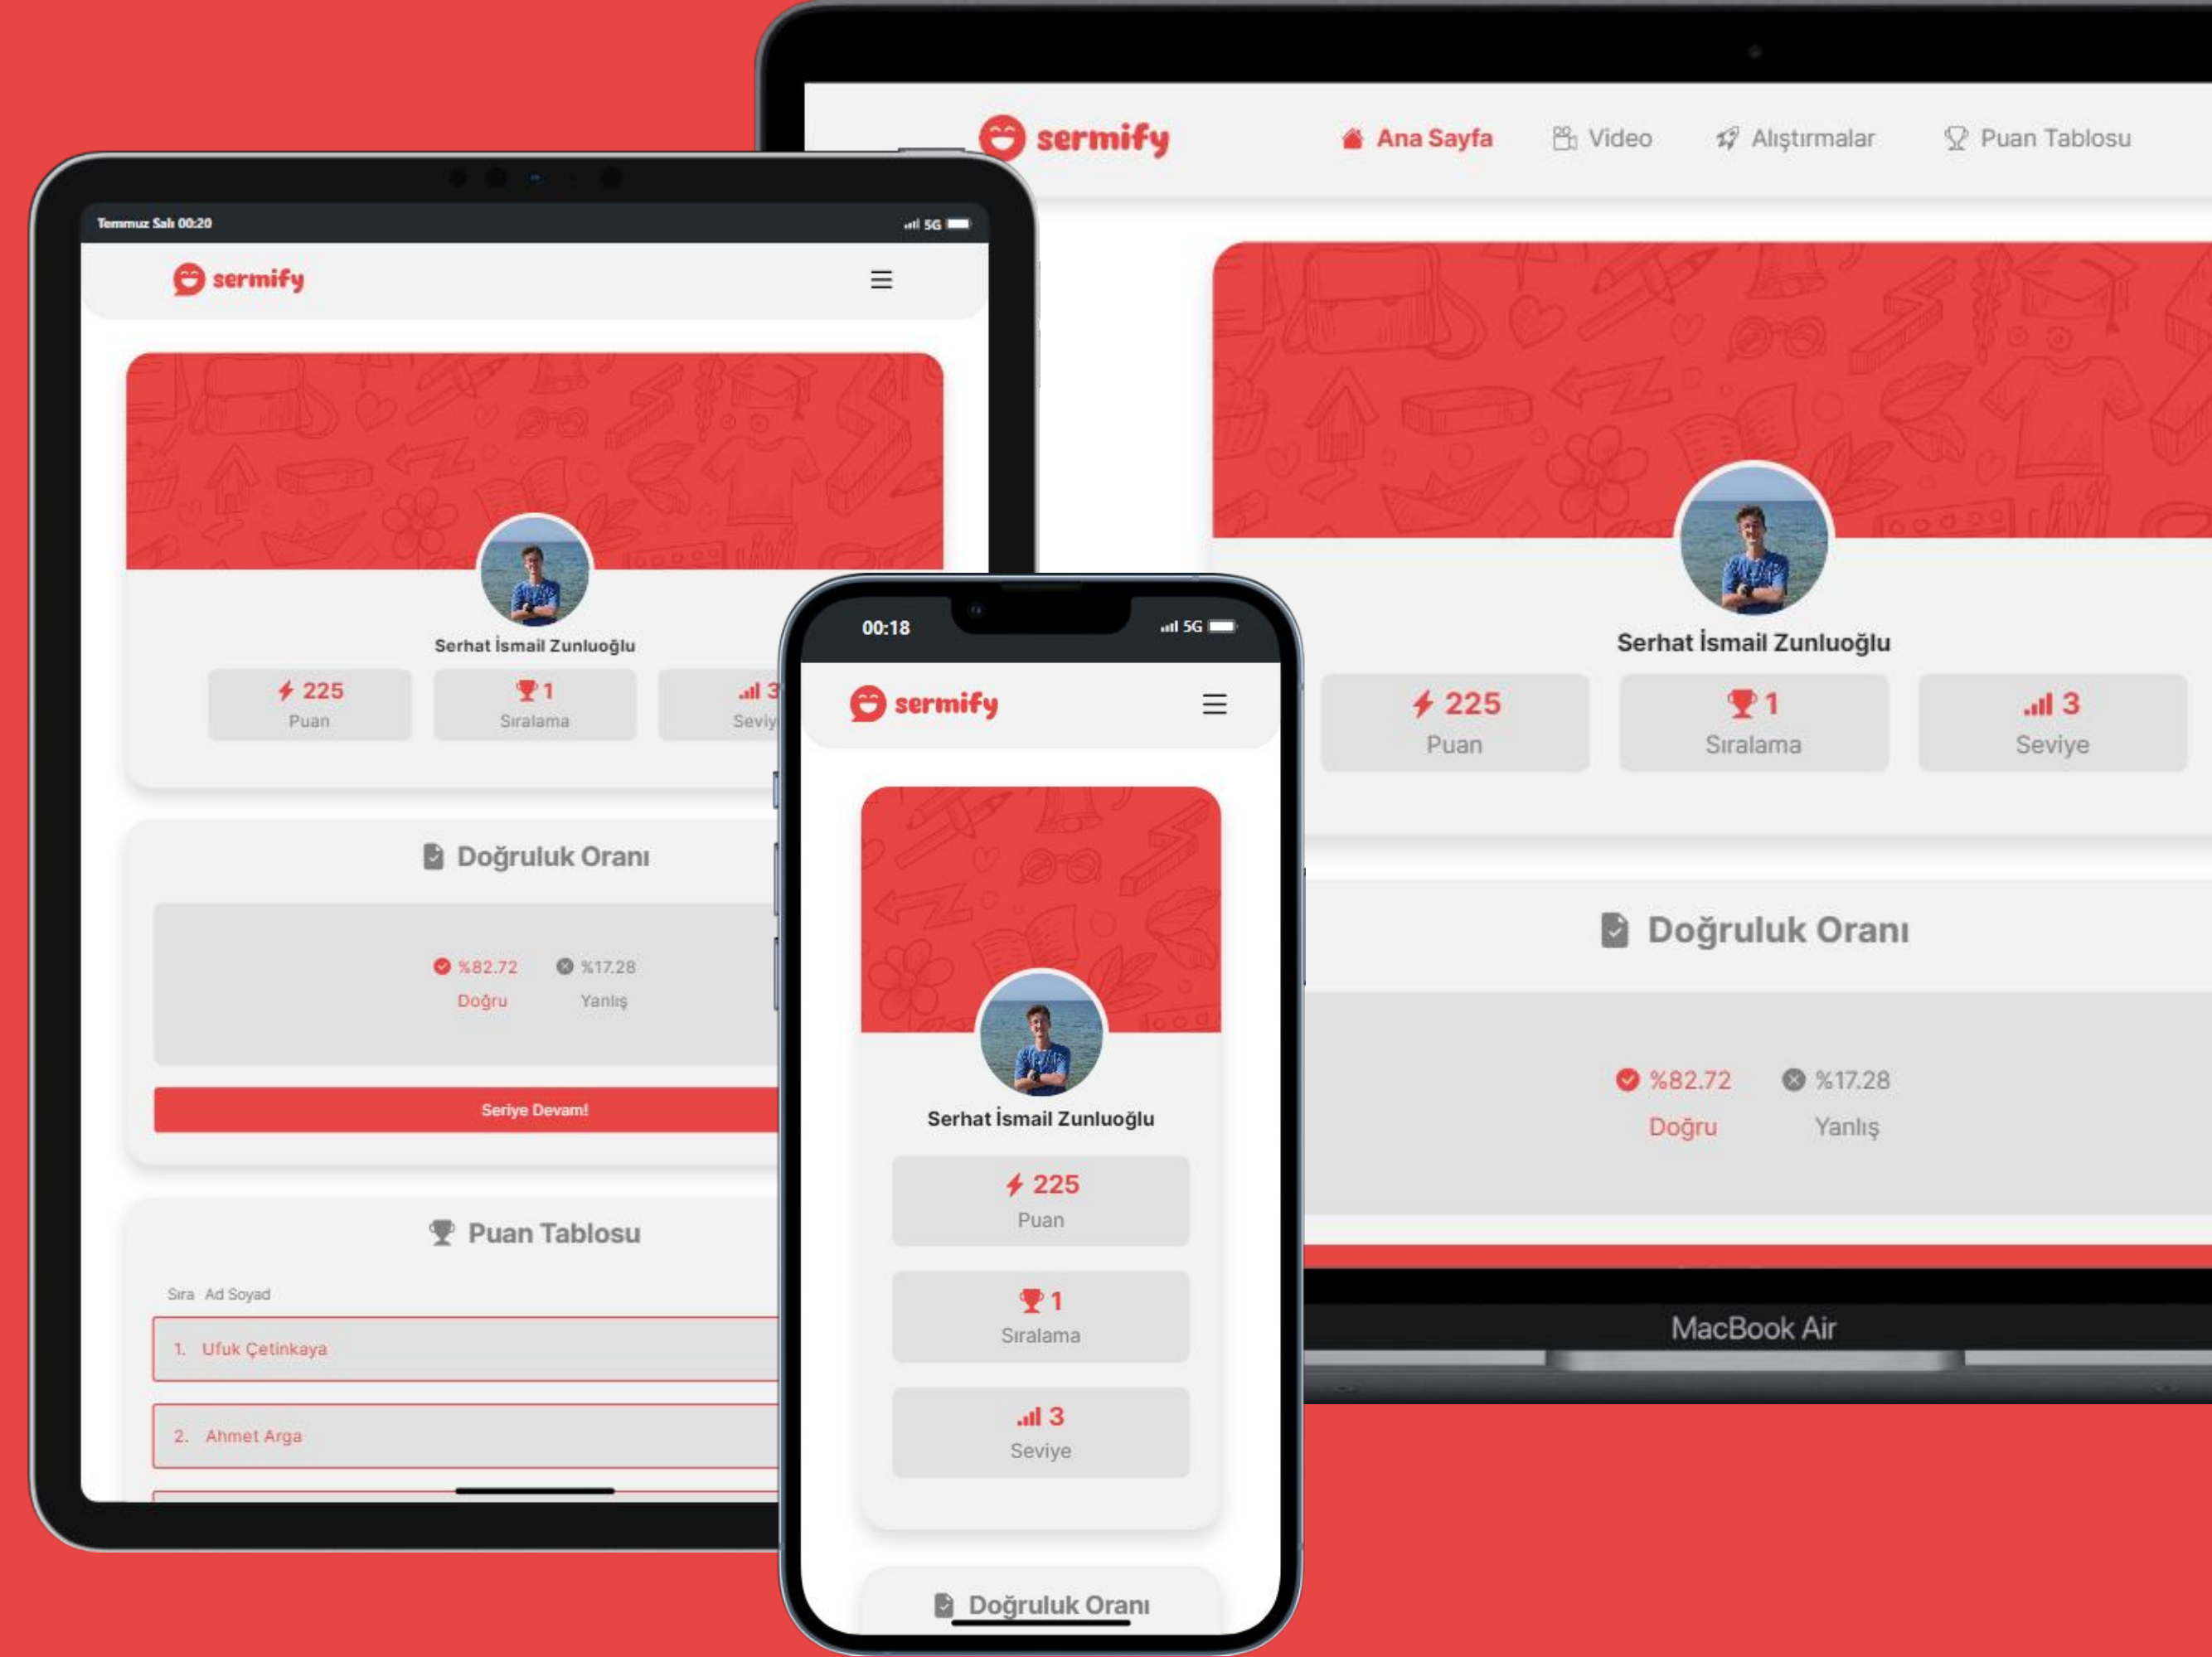 sermify
Ana Sayfa
Video
Alıştırmalar
Puan Tablosu
Serhat İsmail Zunluoğlu
225
Puan
1
Sıralama
3
Seviye
Doğruluk Oranı
%82.72
Doğru
%17.28
Yanlış
MacBook Air
Temmuz Salı 00:20
5G
sermify
Serhat İsmail Zunluoğlu
225
Puan
1
Sıralama
3
Doğruluk Oranı
%82.72
Doğru
%17.28
Yanlış
Seriye Devam!
Puan Tablosu
Sıra Ad Soyad
1. Ufuk Çetinkaya
2. Ahmet Arga
00:18
5G
sermify
Serhat İsmail Zunluoğlu
225
Puan
1
Sıralama
3
Seviye
Doğruluk Oranı